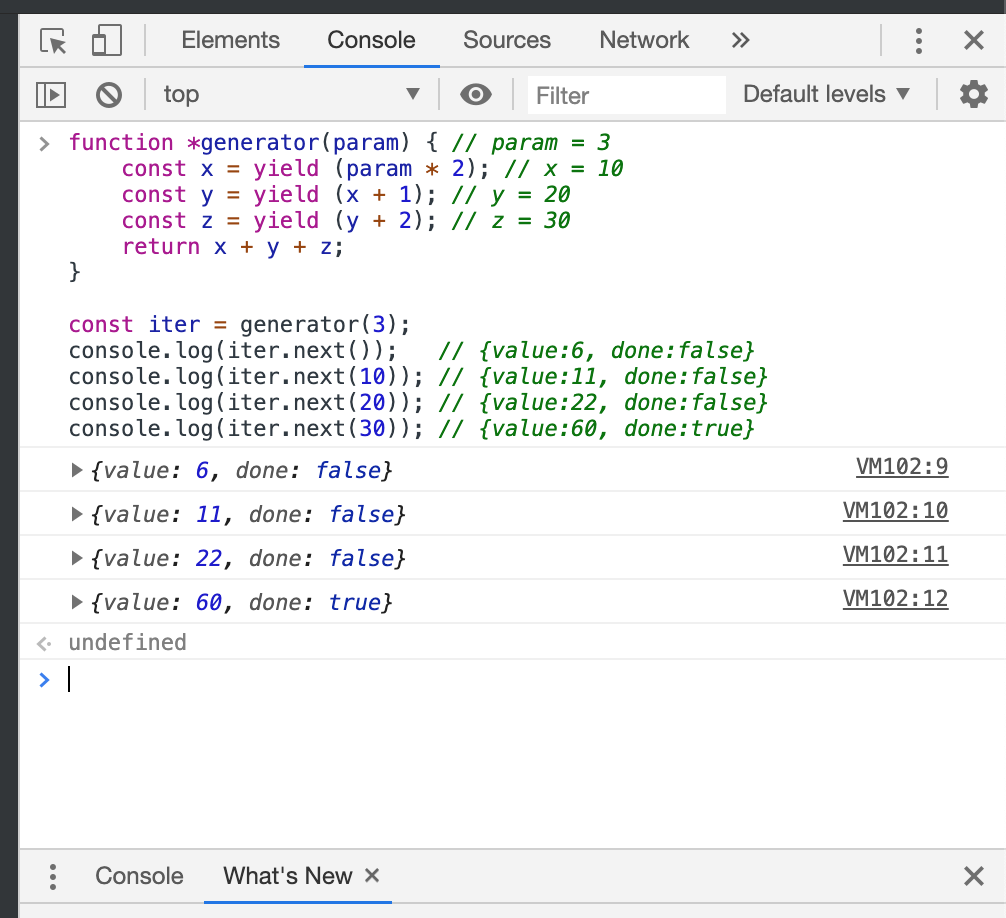 Elements Console Sources Network »
top Filter Default levels
function *generator(param) { // param = 3
    const x = yield (param * 2); // x = 10
    const y = yield (x + 1); // y = 20
    const z = yield (y + 2); // z = 30
    return x + y + z;
}
const iter = generator(3);
console.log(iter.next());   // {value:6, done:false}
console.log(iter.next(10)); // {value:11, done:false}
console.log(iter.next(20)); // {value:22, done:false}
console.log(iter.next(30)); // {value:60, done:true}
{value: 6, done: false} VM102:9
{value: 11, done: false} VM102:10
{value: 22, done: false} VM102:11
{value: 60, done: true} VM102:12
undefined
Console What's New